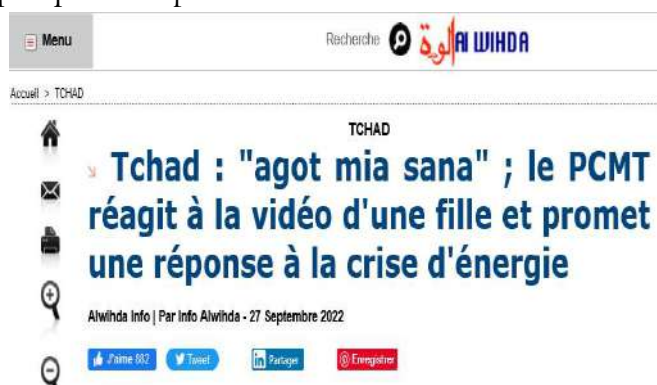 Menu
Recherche
الوحدة AL WIHDA
Accueil > TCHAD
TCHAD
Tchad : "agot mia sana" ; le PCMT
réagit à la vidéo d'une fille et promet
une réponse à la crise d'énergie
Alwihda Info | Par Info Alwihda - 27 Septembre 2022
J'aime 682 Tweet in Partager Enregistrer